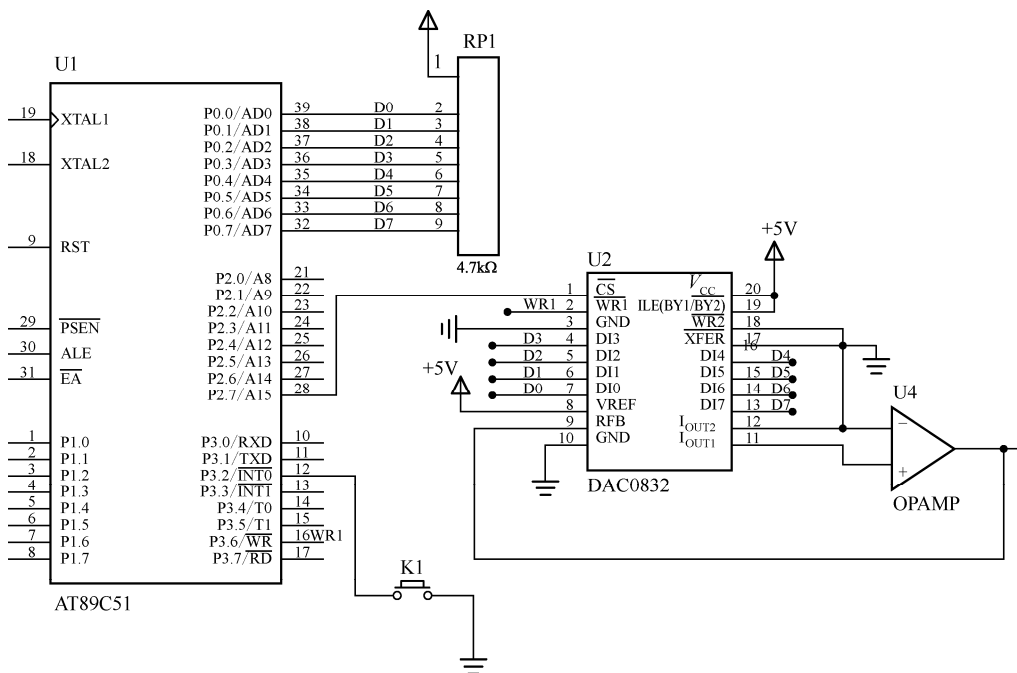 U1
AT89C51
19 XTAL1
18 XTAL2
9 RST
29 PSEN
30 ALE
31 EA
1 P1.0
2 P1.1
3 P1.2
4 P1.3
5 P1.4
6 P1.5
7 P1.6
8 P1.7
P0.0/AD0 39 D0 2
P0.1/AD1 38 D1 3
P0.2/AD2 37 D2 4
P0.3/AD3 36 D3 5
P0.4/AD4 35 D4 6
P0.5/AD5 34 D5 7
P0.6/AD6 33 D6 8
P0.7/AD7 32 D7 9
P2.0/A8 21
P2.1/A9 22
P2.2/A10 23
P2.3/A11 24
P2.4/A12 25
P2.5/A13 26
P2.6/A14 27
P2.7/A15 28
P3.0/RXD 10
P3.1/TXD 11
P3.2/INT0 12
P3.3/INT1 13
P3.4/T0 14
P3.5/T1 15
P3.6/WR 16 WR1
P3.7/RD 17
RP1
1
4.7kΩ
K1
U2
DAC0832
1 CS
WR1 2 WR1
3 GND
D3 4 DI3
D2 5 DI2
D1 6 DI1
D0 7 DI0
+5V
8 VREF
9 RFB
10 GND
+5V
VCC 20
ILE(BY1/BY2) 19
WR2 18
XFER 17
DI4 16 D4
DI5 15 D5
DI6 14 D6
DI7 13 D7
IOUT2 12
IOUT1 11
U4
−
+
OPAMP